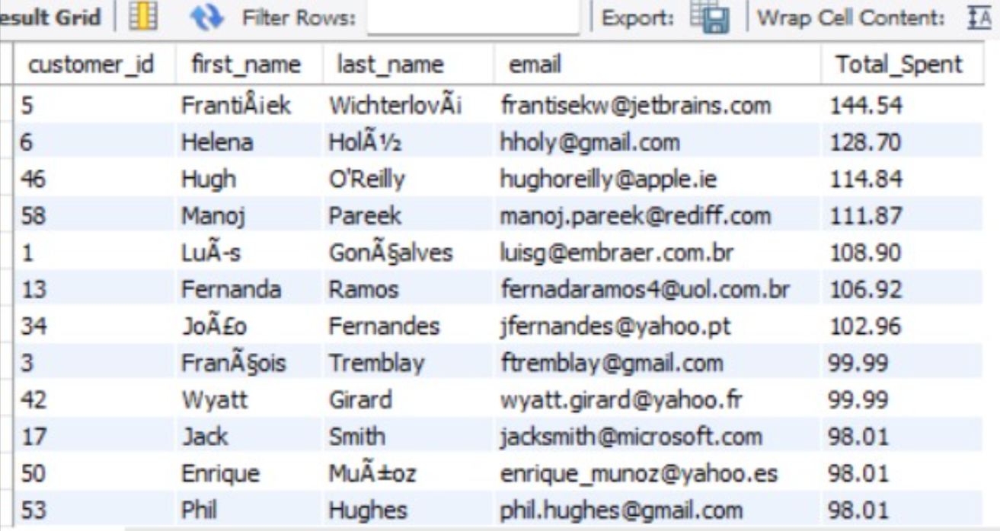 esult Grid Filter Rows: Export: Wrap Cell Content: IA
customer_id first_name last_name email Total_Spent
5 FrantiÅiek WichterlovÃi frantisekw@jetbrains.com 144.54
6 Helena HolÃ½ hholy@gmail.com 128.70
46 Hugh O'Reilly hughoreilly@apple.ie 114.84
58 Manoj Pareek manoj.pareek@rediff.com 111.87
1 LuÃ-s GonÃ§alves luisg@embraer.com.br 108.90
13 Fernanda Ramos fernadaramos4@uol.com.br 106.92
34 JoÃ£o Fernandes jfernandes@yahoo.pt 102.96
3 FranÃ§ois Tremblay ftremblay@gmail.com 99.99
42 Wyatt Girard wyatt.girard@yahoo.fr 99.99
17 Jack Smith jacksmith@microsoft.com 98.01
50 Enrique MuÃ±oz enrique_munoz@yahoo.es 98.01
53 Phil Hughes phil.hughes@gmail.com 98.01